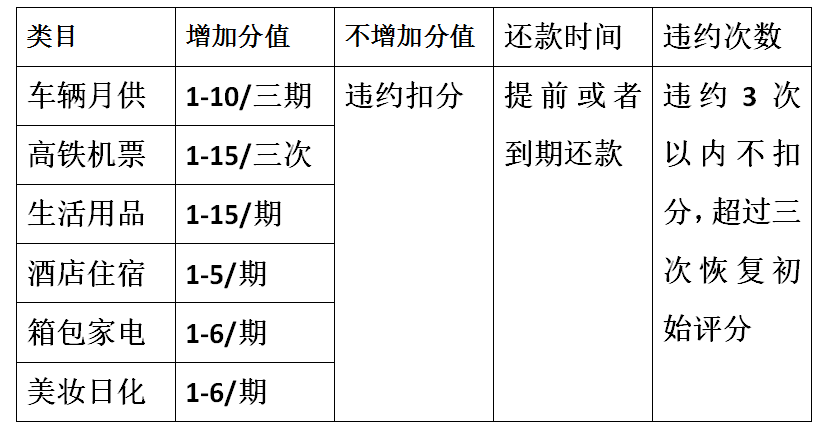 类目 增加分值 不增加分值 还款时间 违约次数
车辆月供 1-10/三期 违约扣分 提前或者 违约 3 次
高铁机票 1-15/三次 到期还款 以内不扣
生活用品 1-15/期 分，超过三
酒店住宿 1-5/期 次恢复初
箱包家电 1-6/期 始评分
美妆日化 1-6/期